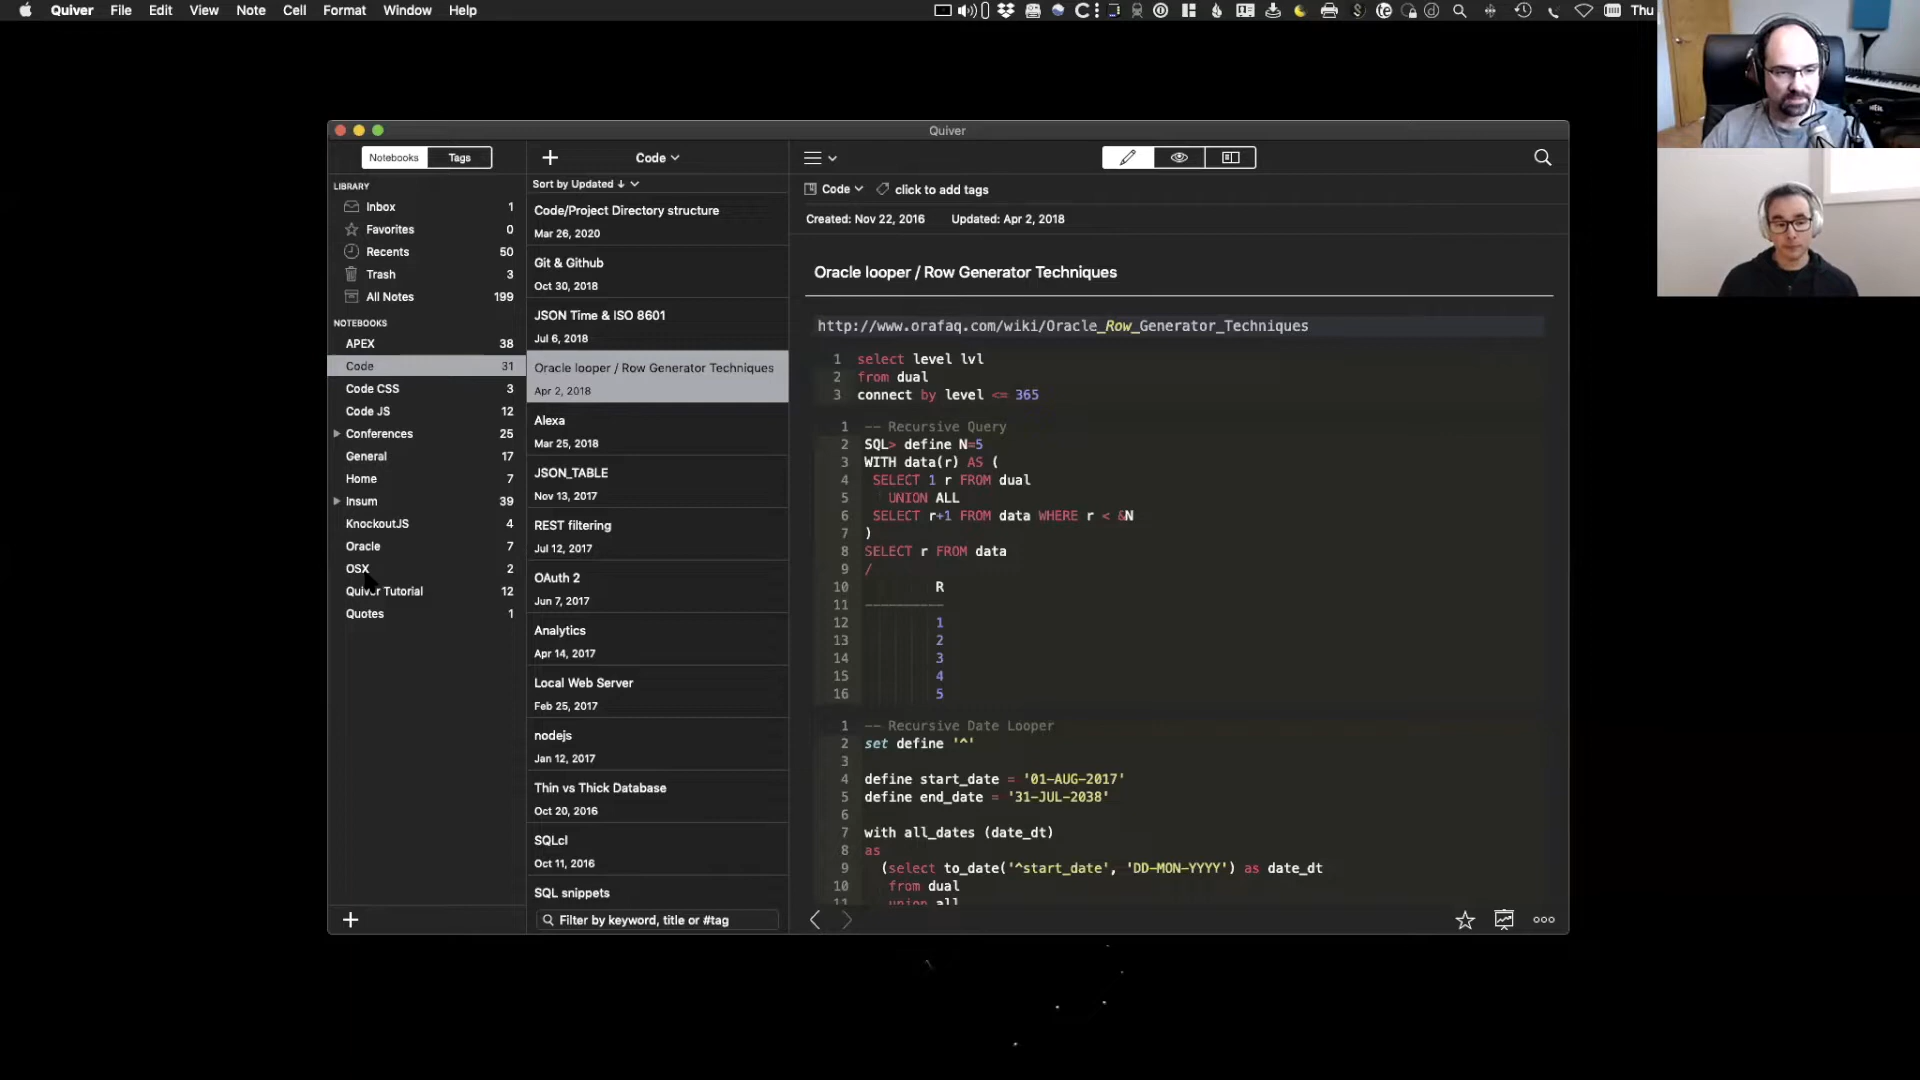 Quiver File Edit View Note Cell Format Window Help
Thu
Quiver
Notebooks Tags
LIBRARY
Inbox 1
Favorites 0
Recents 50
Trash 3
All Notes 199
NOTEBOOKS
APEX 38
Code 31
Code CSS 3
Code JS 12
Conferences 25
General 17
Home 7
Insum 39
KnockoutJS 4
Oracle 7
OSX 2
Quiver Tutorial 12
Quotes 1
Code
Sort by Updated ↓
Code/Project Directory structure
Mar 26, 2020
Git & Github
Oct 30, 2018
JSON Time & ISO 8601
Jul 6, 2018
Oracle looper / Row Generator Techniques
Apr 2, 2018
Alexa
Mar 25, 2018
JSON_TABLE
Nov 13, 2017
REST filtering
Jul 12, 2017
OAuth 2
Jun 7, 2017
Analytics
Apr 14, 2017
Local Web Server
Feb 25, 2017
nodejs
Jan 12, 2017
Thin vs Thick Database
Oct 20, 2016
SQLcl
Oct 11, 2016
SQL snippets
Filter by keyword, title or #tag
Code click to add tags
Created: Nov 22, 2016 Updated: Apr 2, 2018
Oracle looper / Row Generator Techniques
http://www.orafaq.com/wiki/Oracle_Row_Generator_Techniques
1 select level lvl
2 from dual
3 connect by level <= 365
1 -- Recursive Query
2 SQL> define N=5
3 WITH data(r) AS (
4 SELECT 1 r FROM dual
5 UNION ALL
6 SELECT r+1 FROM data WHERE r < &N
7 )
8 SELECT r FROM data
9 /
10 R
11 ----------
12 1
13 2
14 3
15 4
16 5
1 -- Recursive Date Looper
2 set define '^'
3
4 define start_date = '01-AUG-2017'
5 define end_date = '31-JUL-2038'
6
7 with all_dates (date_dt)
8 as
9 (select to_date('^start_date', 'DD-MON-YYYY') as date_dt
10 from dual
11 union all